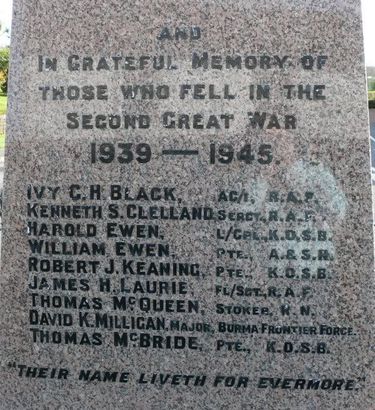 AND
IN GRATEFUL MEMORY OF
THOSE WHO FELL IN THE
SECOND GREAT WAR
1939 — 1945.
IVY C. H. BLACK, AC/1, R.A.F.
KENNETH S. CLELLAND, SERGT, R.A.F.
HAROLD EWEN, L/CPL, K.O.S.B.
WILLIAM EWEN, PTE., A.& S.H.
ROBERT J. KEANING, PTE., K.O.S.B.
JAMES H. LAURIE, FL/SGT, R.A.F.
THOMAS MCQUEEN, STOKER, R.N.
DAVID K. MILLIGAN, MAJOR, BURMA FRONTIER FORCE.
THOMAS MCBRIDE, PTE., K.O.S.B.
"THEIR NAME LIVETH FOR EVERMORE."